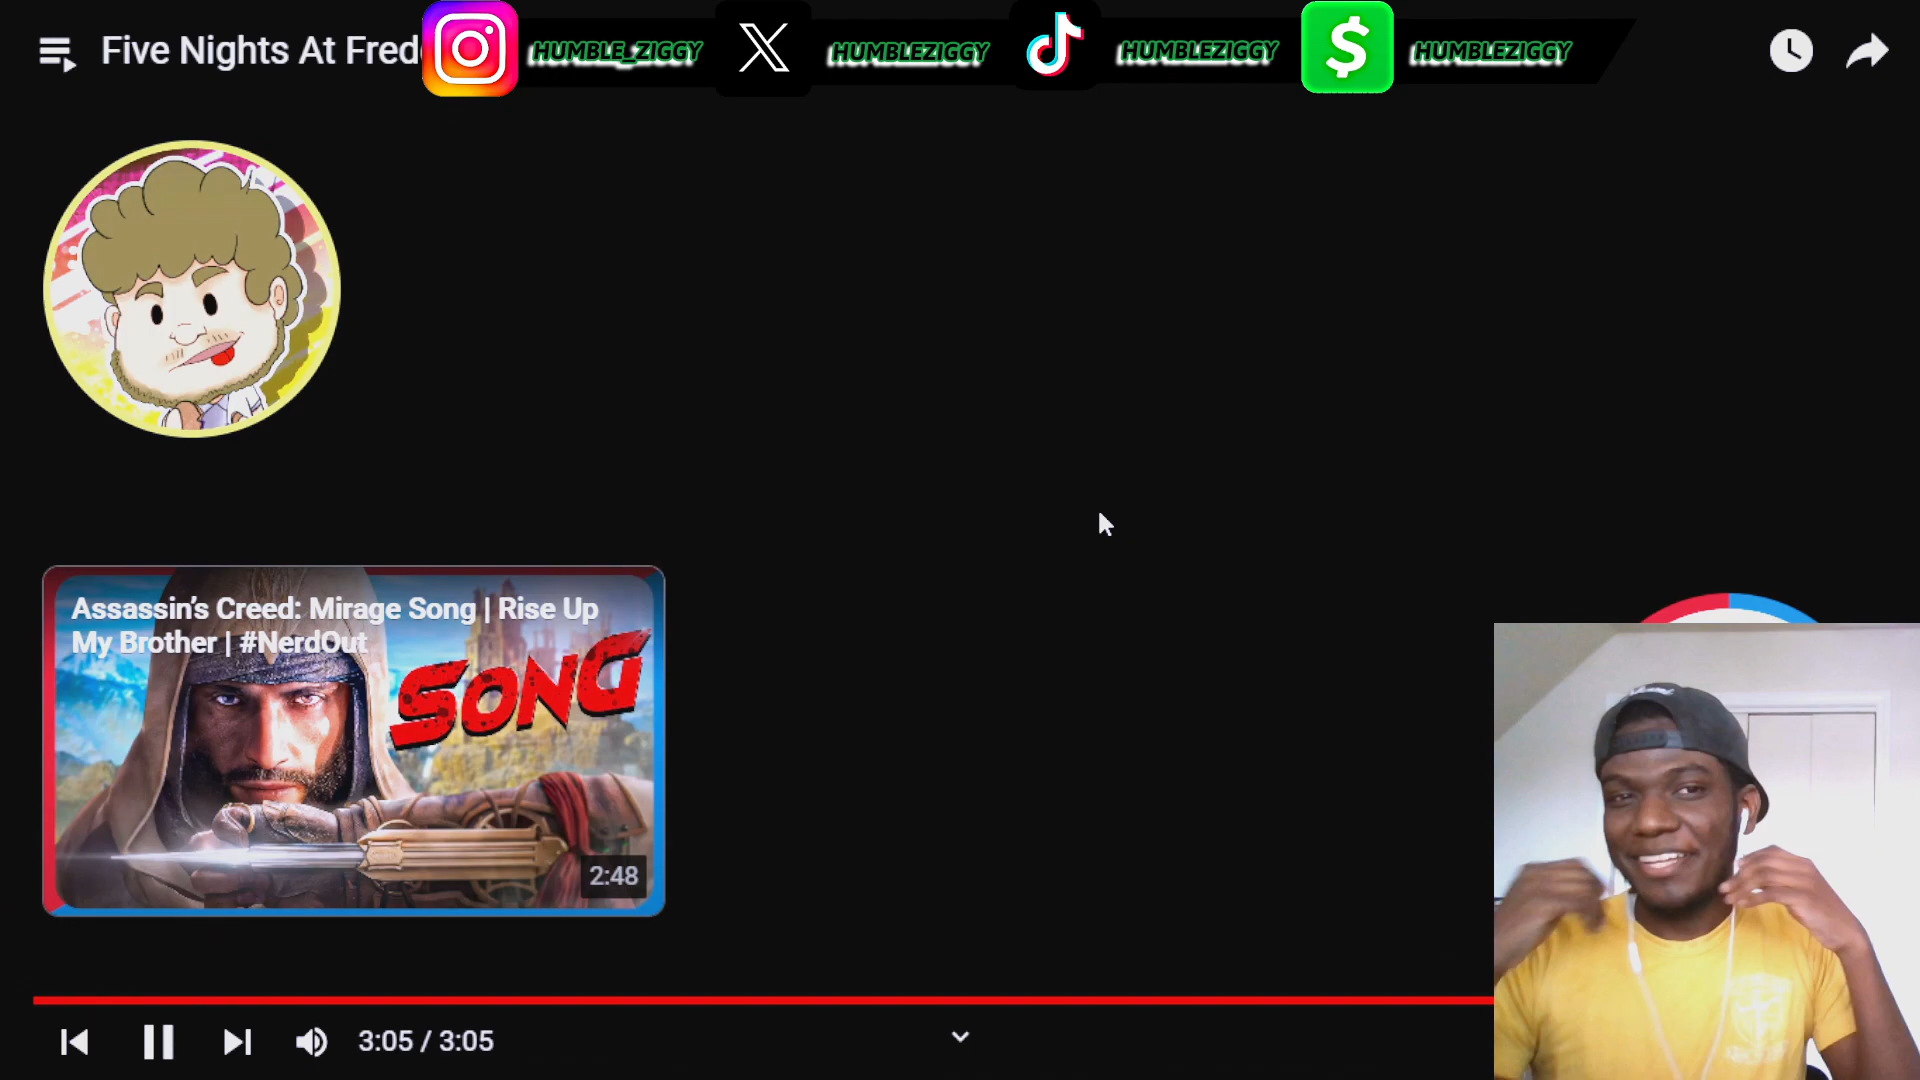 Five Nights At Fred
HUMBLE_ZIGGY
HUMBLEZIGGY
HUMBLEZIGGY
$
HUMBLEZIGGY
Assassin's Creed: Mirage Song | Rise Up
My Brother | #NerdOut
SONG
2:48
3:05 / 3:05